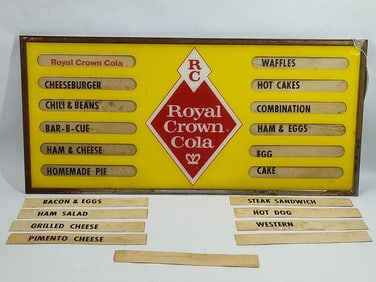 Royal Crown Cola
CHEESEBURGER
CHILI & BEANS
BAR-B-CUE
HAM & CHEESE
HOMEMADE PIE
R
C
Royal
Crown
Cola
WAFFLES
HOT CAKES
COMBINATION
HAM & EGGS
EGG
CAKE
BACON & EGGS
HAM SALAD
GRILLED CHEESE
PIMENTO CHEESE
STEAK SANDWICH
HOT DOG
WESTERN